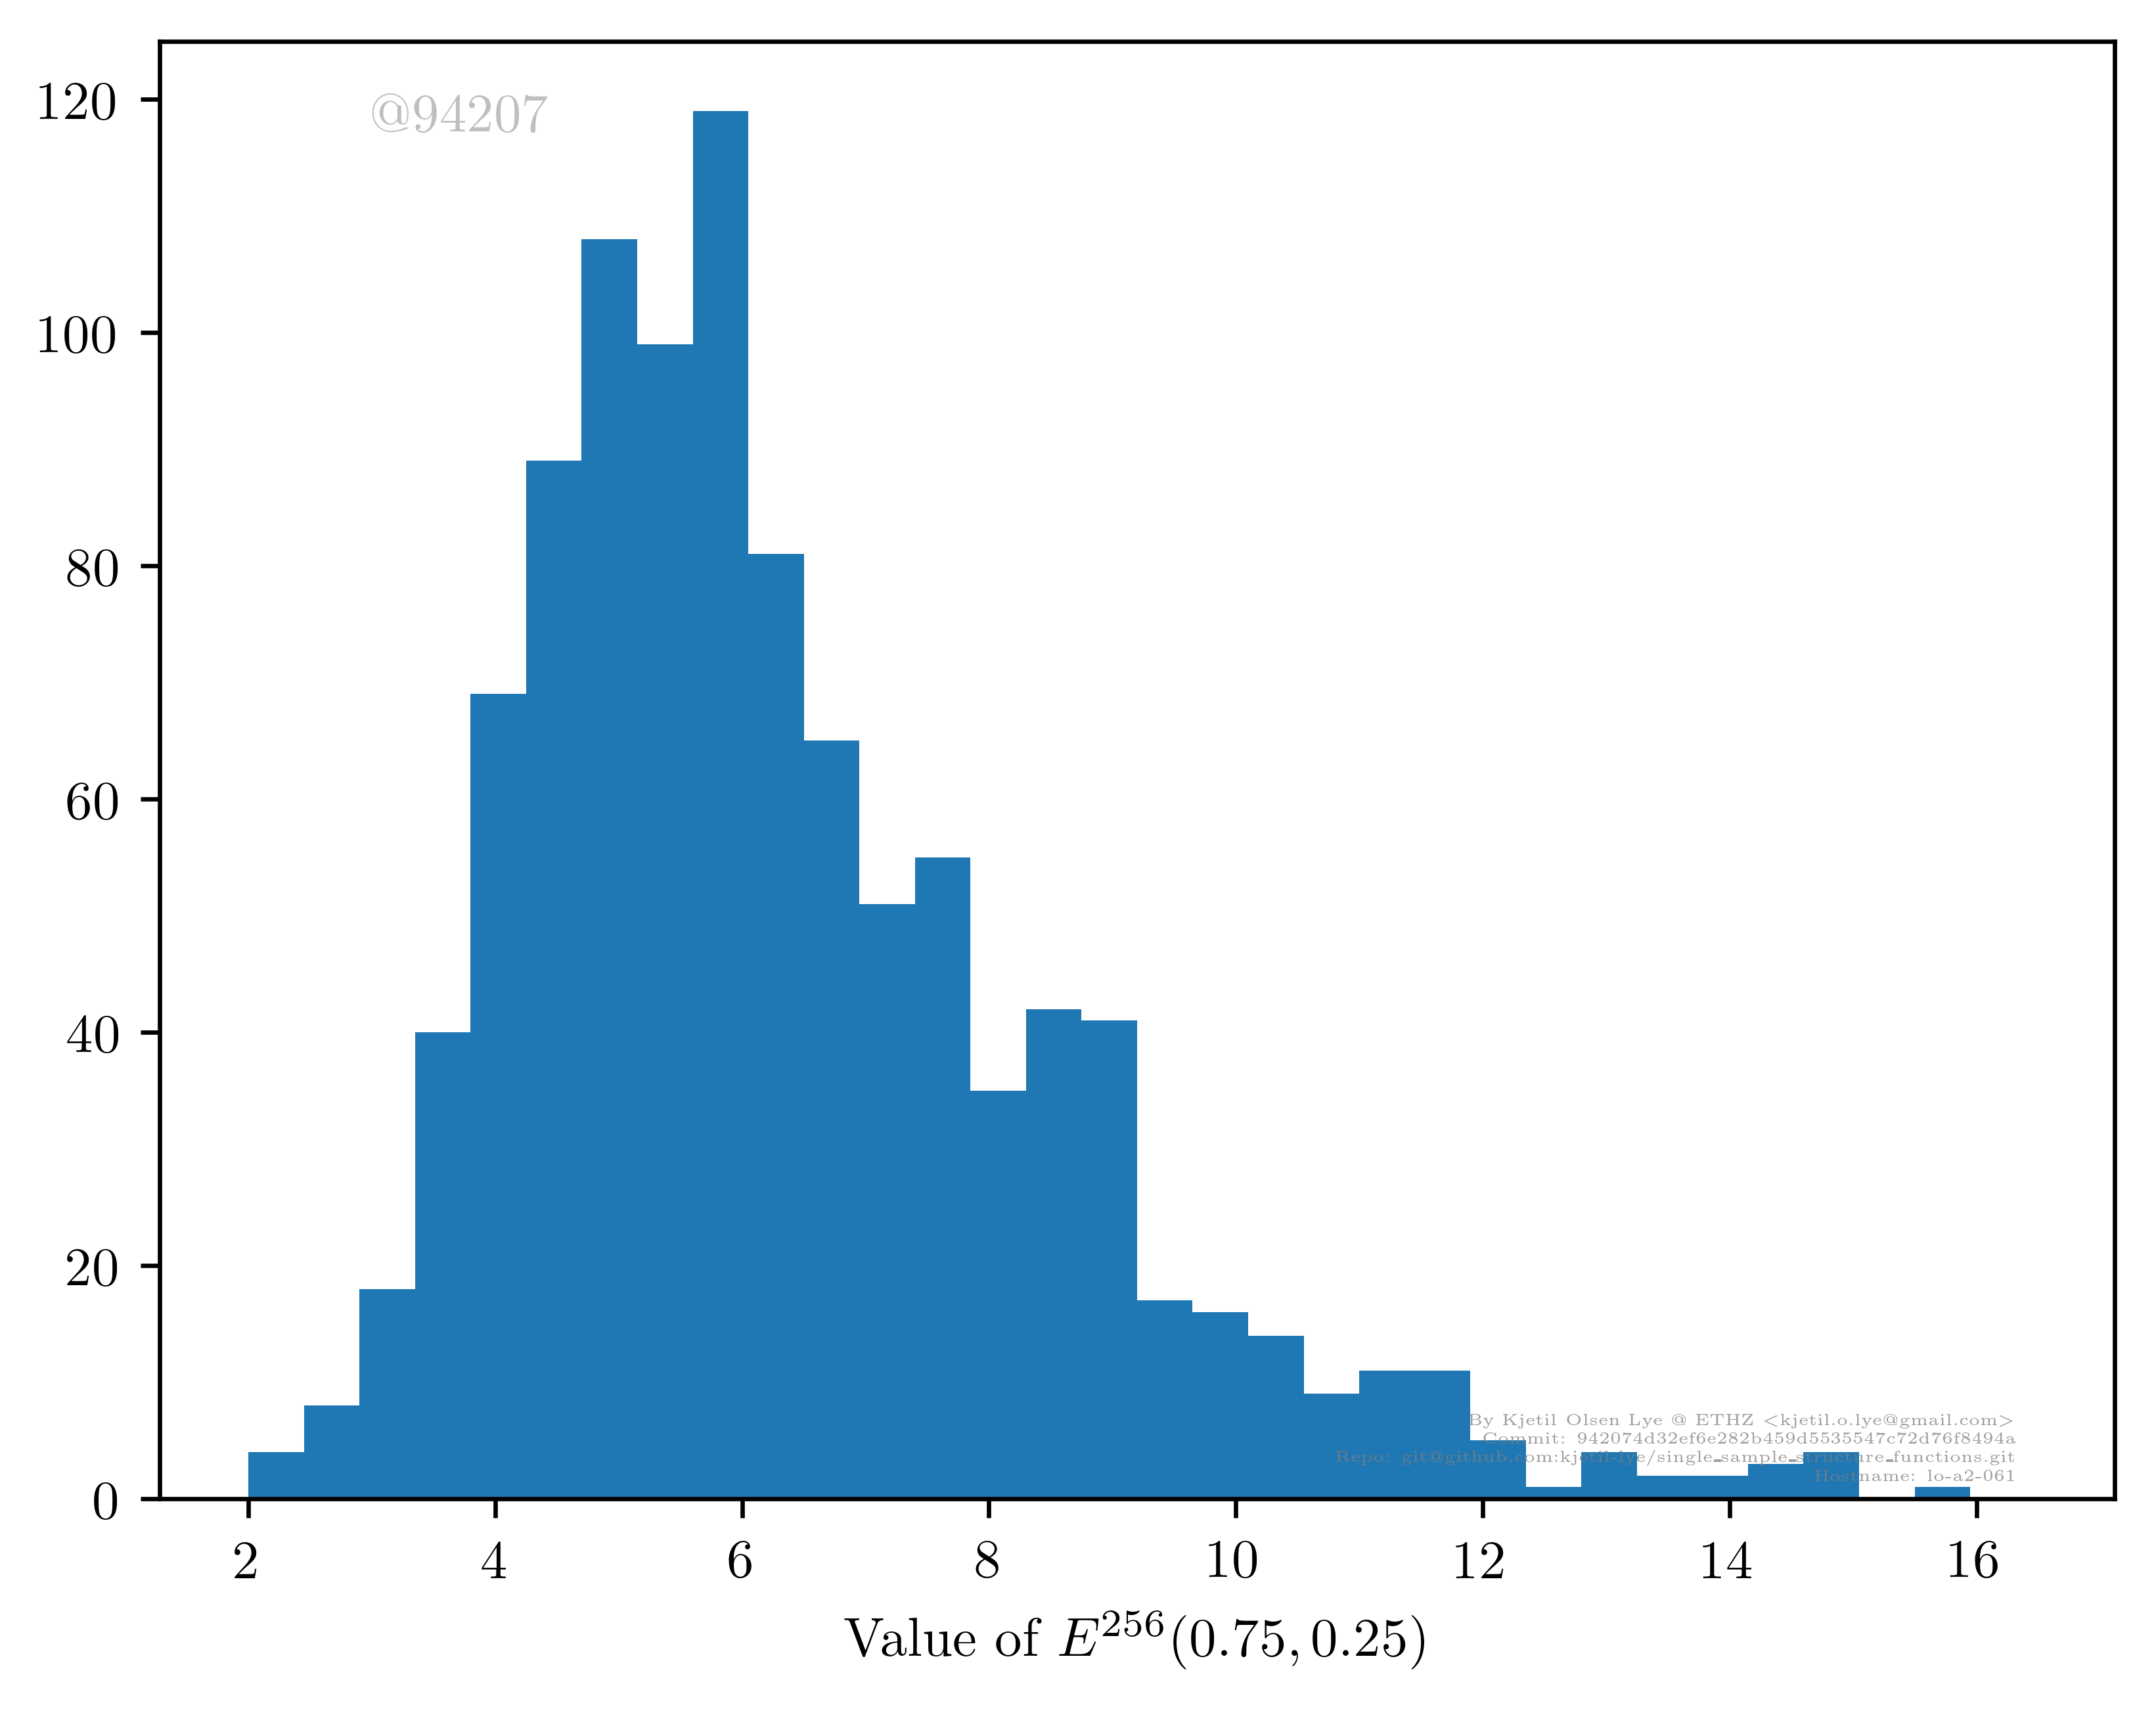 120
@94207
100
80
60
40
20
0
By Kjetil Olsen Lye @ ETHZ <kjetil.o.lye@gmail.com>
Commit: 942074d32ef6e282b459d5535547c72d76f8494a
Repo: git@github.com:kjetil-lye/single_sample_structure_functions.git
Hostname: lo-a2-061
2 4 6 8 10 12 14 16
Value of E^{256}(0.75, 0.25)